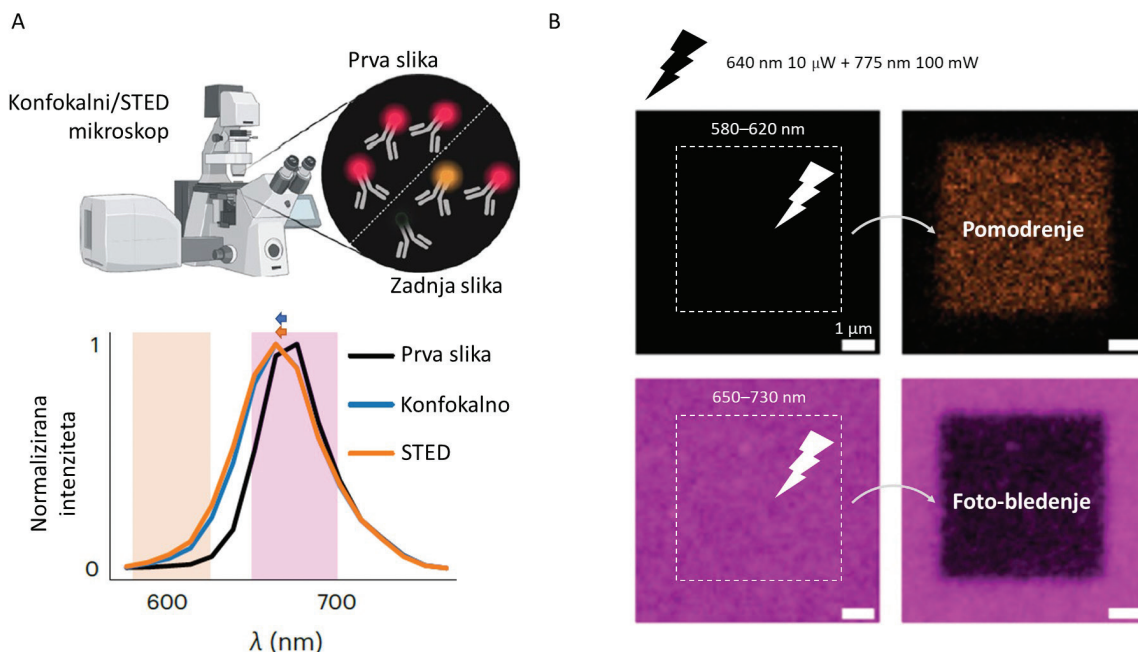 A
Prva slika
Konfokalni/STED
mikroskop
Zadnja slika
1
Prva slika
Konfokalno
STED
Normalizirana
intenziteta
0
600
700
λ (nm)
B
640 nm 10 μW + 775 nm 100 mW
580–620 nm
1 μm
Pomodrenje
650–730 nm
Foto-bledenje